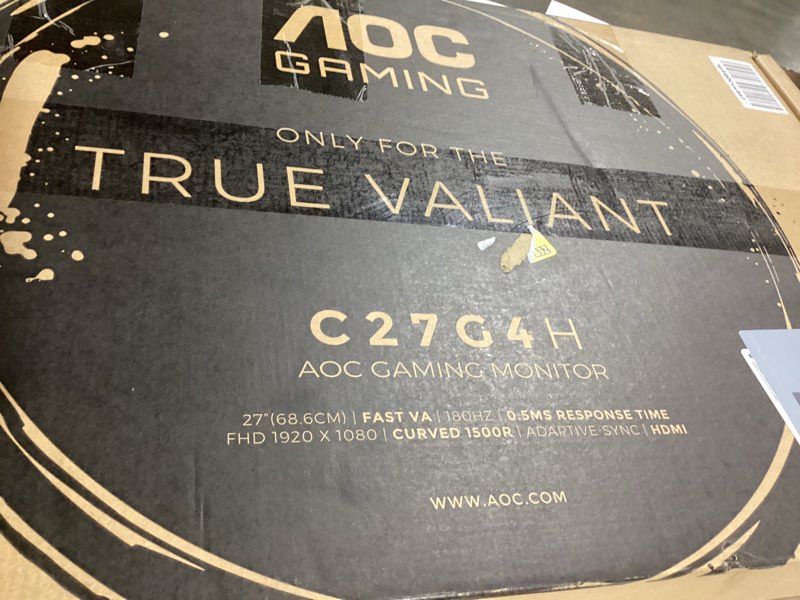 AOC
GAMING
ONLY FOR THE
TRUE VALIANT
C27G4H
AOC GAMING MONITOR
27"(68.6CM) | FAST VA | 180HZ | 0.5MS RESPONSE TIME
FHD 1920 X 1080 | CURVED 1500R | ADAPTIVE-SYNC | HDMI
WWW.AOC.COM